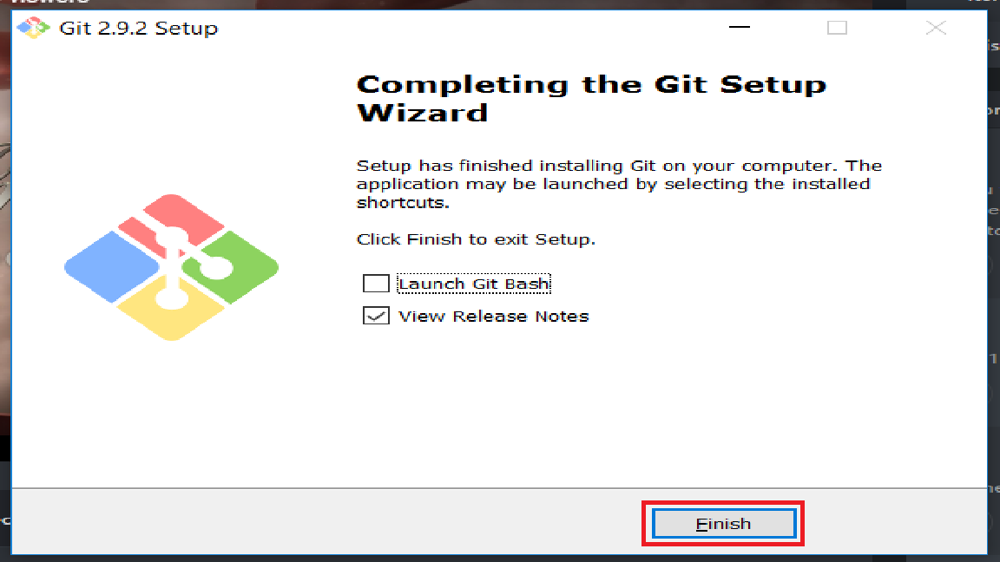 Git 2.9.2 Setup
Completing the Git Setup
Wizard
Setup has finished installing Git on your computer. The
application may be launched by selecting the installed
shortcuts.
Click Finish to exit Setup.
Launch Git Bash
View Release Notes
Finish